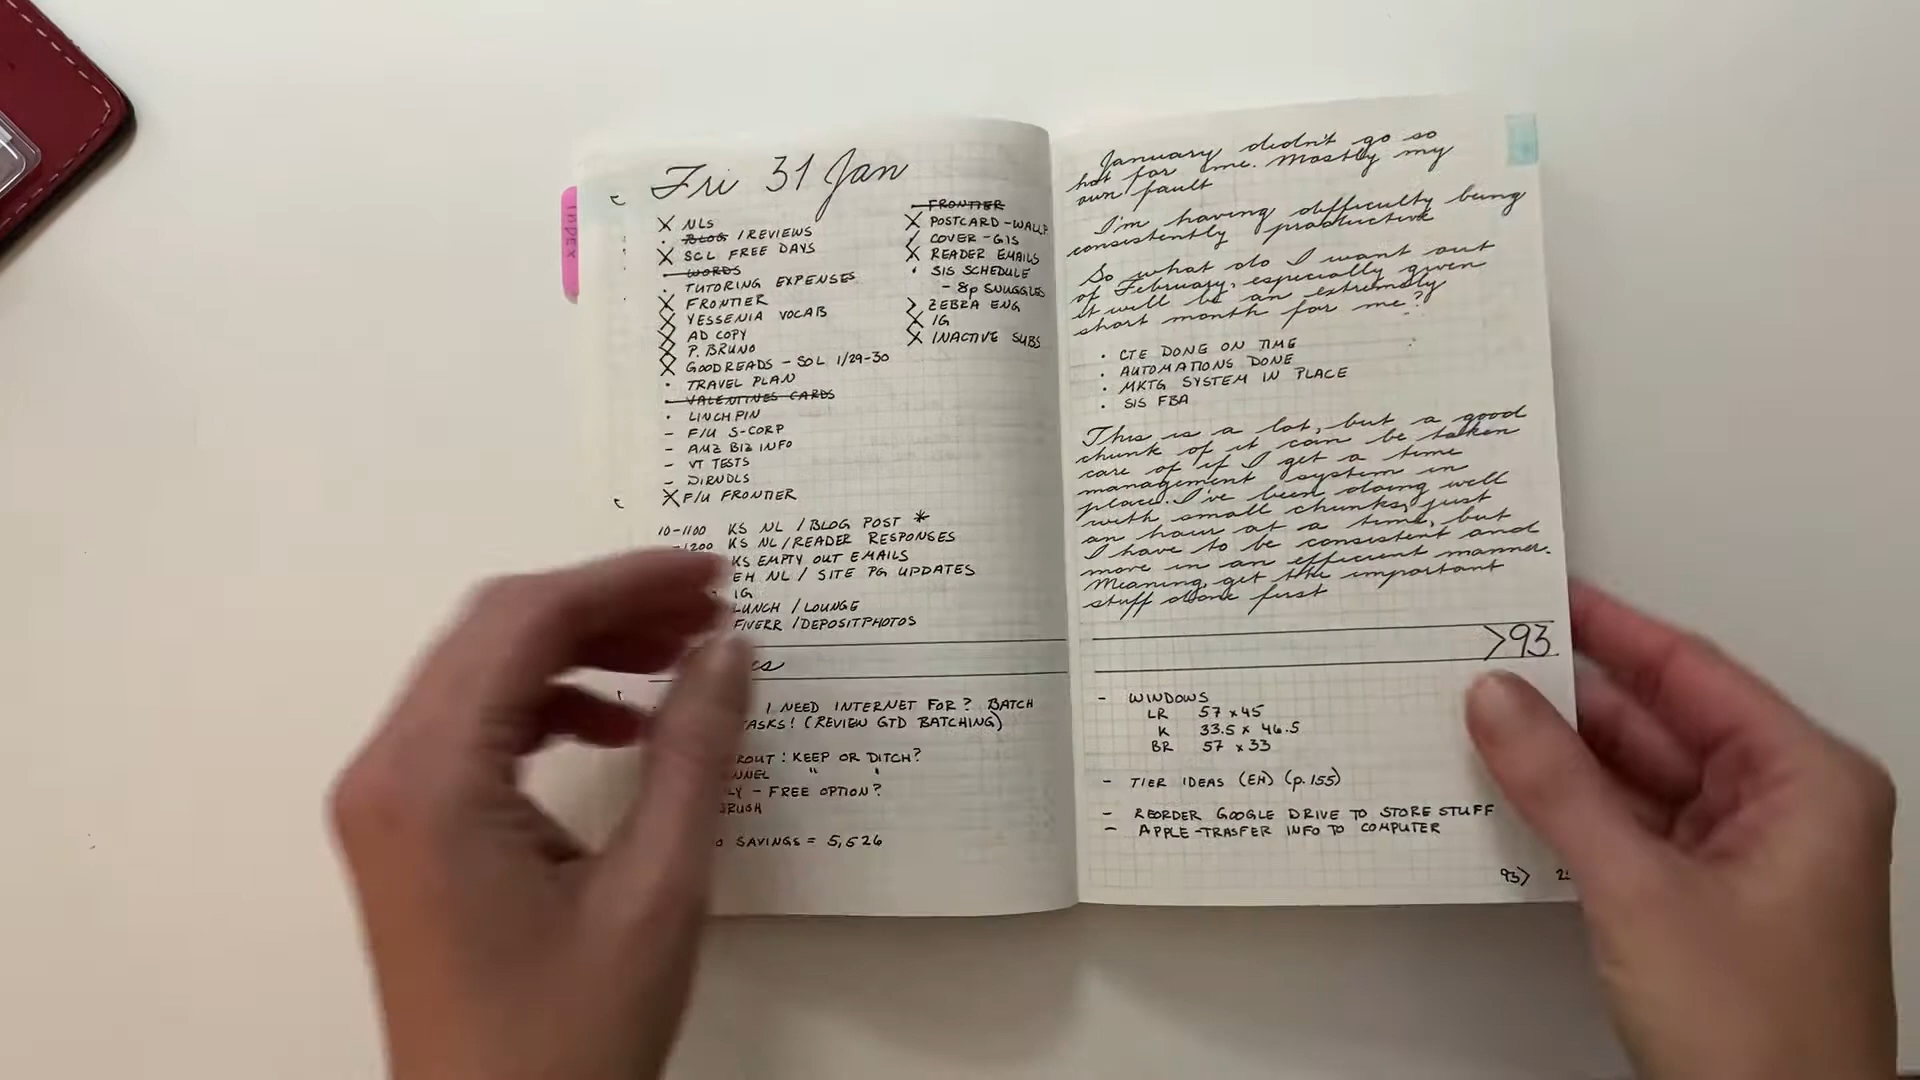 INDEX
Fri 31 Jan
X NLS
· BLOG / REVIEWS
X SCL FREE DAYS
· WORDS
· TUTORING EXPENSES
X FRONTIER
X YESSENIA VOCAB
X AD COPY
X P. BRUNO
X GOODREADS - SOL 1/29-30
· TRAVEL PLAN
· VALENTINES CARDS
· LINCHPIN
- F/U S-CORP
- AMZ BIZ INFO
- VT TESTS
- DIRNDLS
X F/U FRONTIER
· FRONTIER
X POSTCARD - WALLP
/ COVER - GIS
X READER EMAILS
· SIS SCHEDULE
- 8p SNUGGLES
> ZEBRA ENG
X IG
X INACTIVE SUBS
10-1100 KS NL / BLOG POST *
-1200 KS NL / READER RESPONSES
KS EMPTY OUT EMAILS
EH NL / SITE PG UPDATES
IG
LUNCH / LOUNGE
FIVERR / DEPOSITPHOTOS
I NEED INTERNET FOR? BATCH
TASKS! (REVIEW GTD BATCHING)
: KEEP OR DITCH?
" "
- FREE OPTION?
SAVINGS = 5,526
January didn't go so
hot for me. Mostly my
own fault
I'm having difficulty being
consistently productive
So what do I want out
of February, especially given
it will be an extremely
short month for me?
· CTE DONE ON TIME
· AUTOMATIONS DONE
· MKTG SYSTEM IN PLACE
· SIS FBA
This is a lot, but a good
chunk of it can be taken
care of if I get a time
management system in
place. I've been doing well
with small chunks, just
an hour at a time, but
I have to be consistent and
move in an efficient manner.
Meaning, get the important
stuff done first
>93
- WINDOWS
LR 57 x 45
K 33.5 x 46.5
BR 57 x 33
- TIER IDEAS (EH) (p.155)
- REORDER GOOGLE DRIVE TO STORE STUFF
- APPLE-TRASFER INFO TO COMPUTER
93>